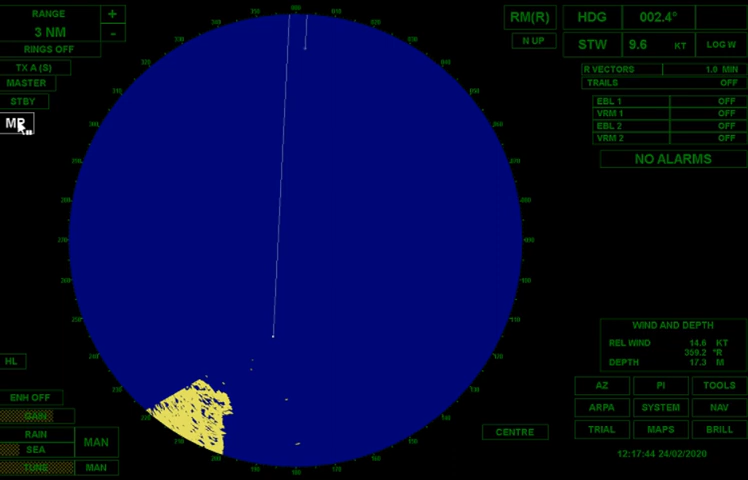 RANGE
3 NM
+
-
RINGS OFF
TX A (S)
MASTER
STBY
HL
ENH OFF
GAIN
RAIN
SEA
MAN
TUNE
MAN
000
RM(R)
N UP
HDG
002.4°
STW
9.6 KT
LOG W
R VECTORS 1.0 MIN
TRAILS OFF
EBL 1 OFF
VRM 1 OFF
EBL 2 OFF
VRM 2 OFF
NO ALARMS
WIND AND DEPTH
REL WIND 14.6 KT
359.2 °R
DEPTH 17.3 M
AZ
PI
TOOLS
ARPA
SYSTEM
NAV
TRIAL
MAPS
BRILL
CENTRE
12:17:44 24/02/2020